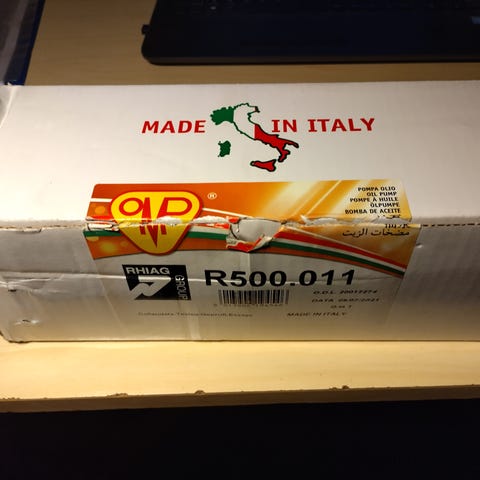 MADE IN ITALY
OMP ®
POMPA OLIO
OIL PUMP
POMPE À HUILE
ÖLPUMPE
BOMBA DE ACEITE
مضخات الزيت
RHIAG
GROUP
R500.011
O.D.L. 20012274
MADE IN ITALY